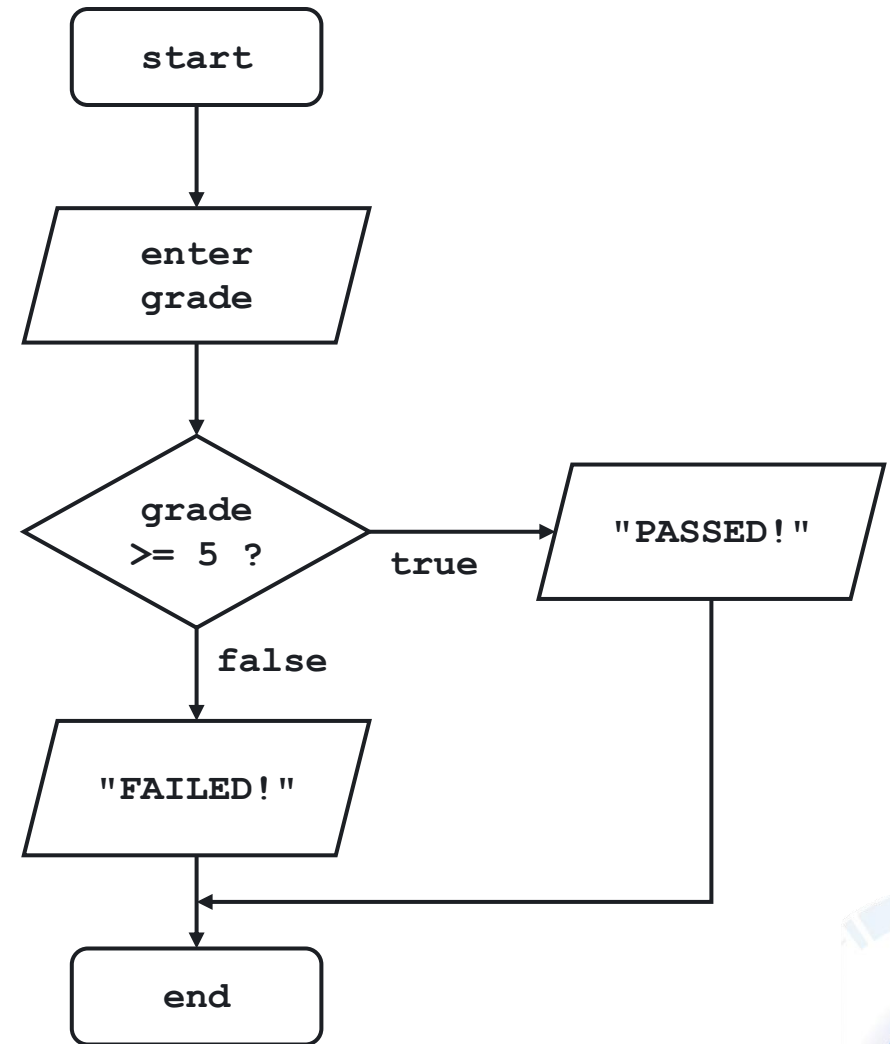 start
enter
grade
grade
>= 5 ?
true
"PASSED!"
false
"FAILED!"
end